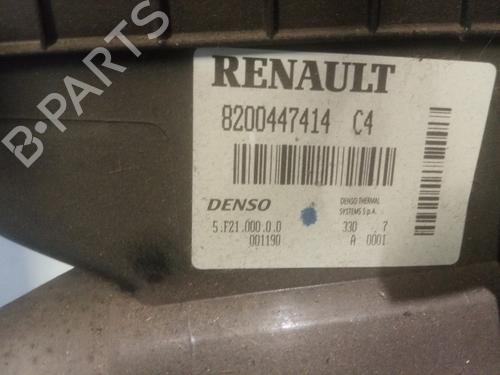 RENAULT
8200447414 C4
DENSO
DENSO THERMAL
SYSTEMS S.p.A.
5.F21.000.0.0
330 7
001190
A 0001
B-PARTS